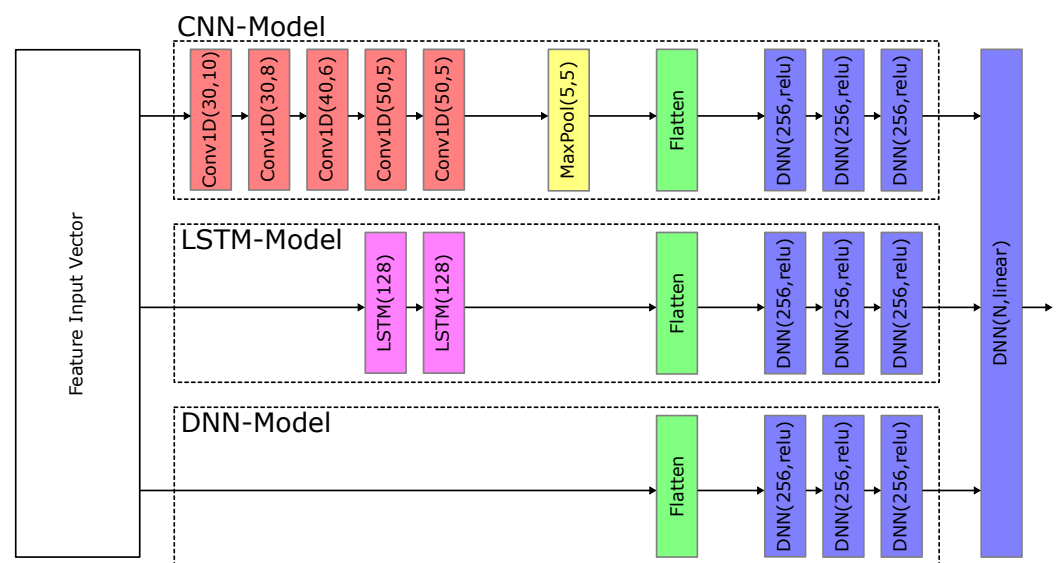 CNN-Model
Feature Input Vector
Conv1D(30,10)
Conv1D(30,8)
Conv1D(40,6)
Conv1D(50,5)
Conv1D(50,5)
MaxPool(5,5)
Flatten
DNN(256,relu)
DNN(256,relu)
DNN(256,relu)
LSTM-Model
LSTM(128)
LSTM(128)
Flatten
DNN(256,relu)
DNN(256,relu)
DNN(256,relu)
DNN-Model
Flatten
DNN(256,relu)
DNN(256,relu)
DNN(256,relu)
DNN(N,linear)